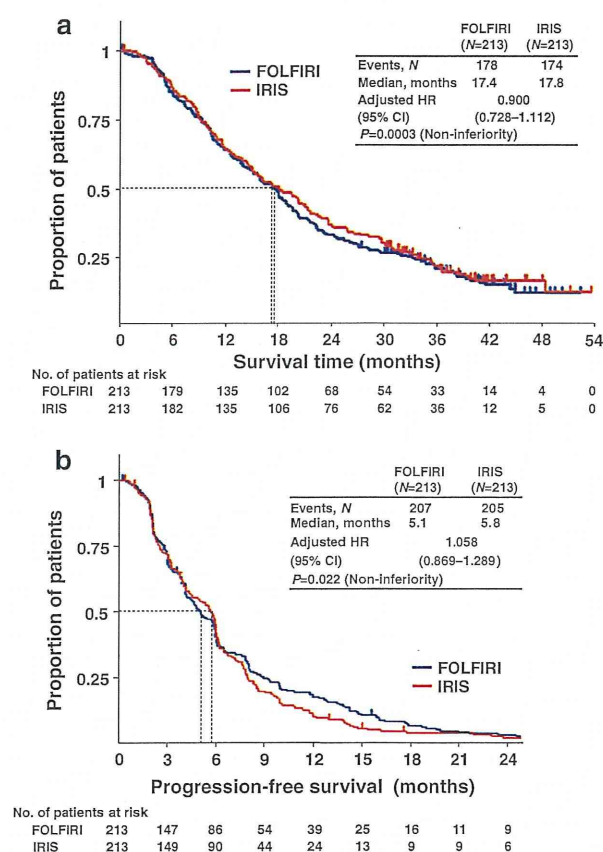 a
FOLFIRI IRIS
(N=213) (N=213)
Events, N 178 174
Median, months 17.4 17.8
Adjusted HR 0.900
(95% CI) (0.728–1.112)
P=0.0003 (Non-inferiority)
FOLFIRI
IRIS
Proportion of patients
1
0.75
0.5
0.25
0 6 12 18 24 30 36 42 48 54
Survival time (months)
No. of patients at risk
FOLFIRI 213 179 135 102 68 54 33 14 4 0
IRIS 213 182 135 106 76 62 36 12 5 0
b
FOLFIRI IRIS
(N=213) (N=213)
Events, N 207 205
Median, months 5.1 5.8
Adjusted HR 1.058
(95% CI) (0.869–1.289)
P=0.022 (Non-Inferiority)
FOLFIRI
IRIS
Proportion of patients
1
0.75
0.5
0.25
0 3 6 9 12 15 18 21 24
Progression-free survival (months)
No. of patients at risk
FOLFIRI 213 147 86 54 39 25 16 11 9
IRIS 213 149 90 44 24 13 9 9 6